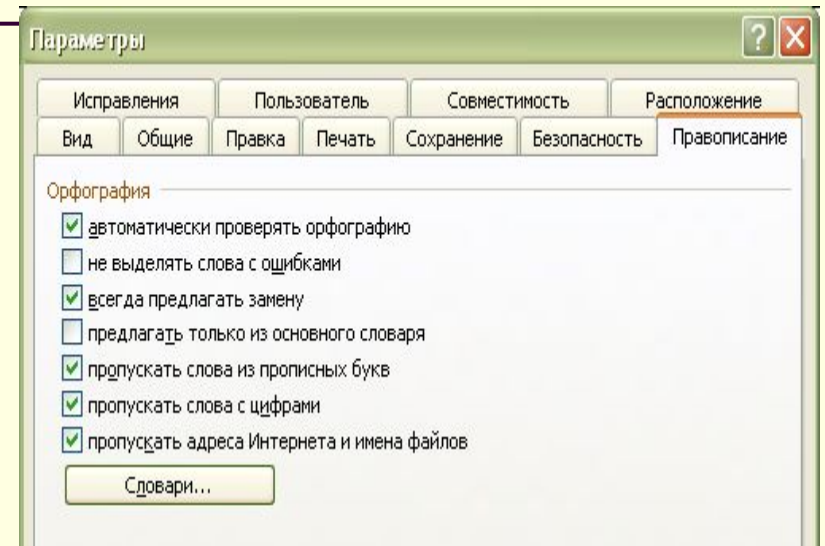 Параметры
Исправления Пользователь Совместимость Расположение
Вид Общие Правка Печать Сохранение Безопасность Правописание
Орфография
автоматически проверять орфографию
не выделять слова с ошибками
всегда предлагать замену
предлагать только из основного словаря
пропускать слова из прописных букв
пропускать слова с цифрами
пропускать адреса Интернета и имена файлов
Словари...